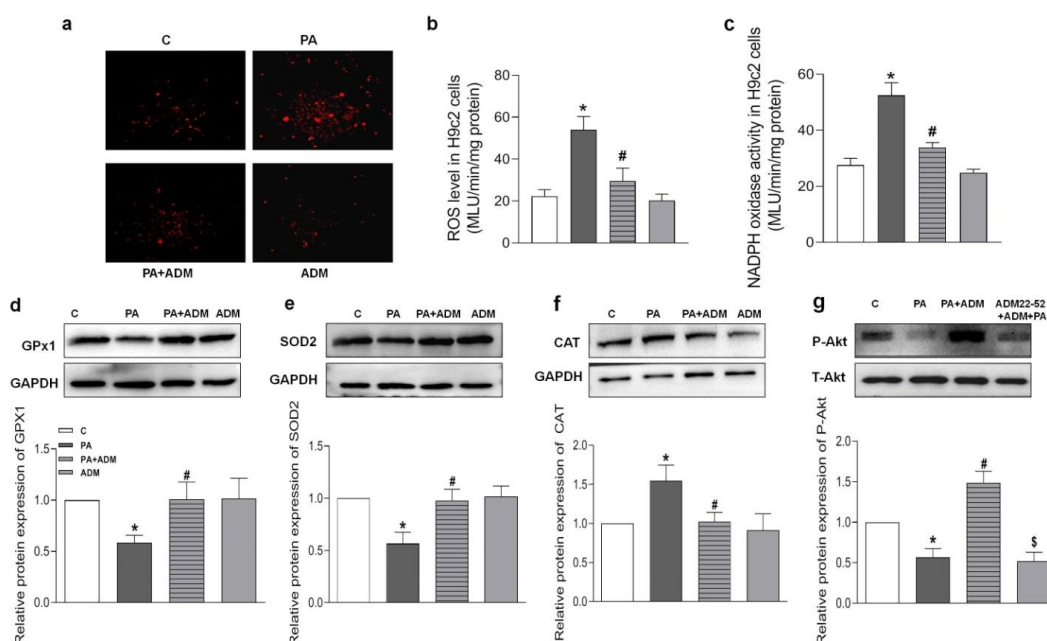 a
C PA
PA+ADM ADM
b
ROS level in H9c2 cells
(MLU/min/mg protein)
80
60
40
20
0
*
#
c
NADPH oxidase activity in H9c2 cells
(MLU/min/mg protein)
80
60
40
20
0
*
#
d
C PA PA+ADM ADM
GPx1
GAPDH
Relative protein expression of GPX1
1.5
1.0
0.5
0.0
C
PA
PA+ADM
ADM
*
#
e
C PA PA+ADM ADM
SOD2
GAPDH
Relative protein expression of SOD2
1.5
1.0
0.5
0.0
*
#
f
C PA PA+ADM ADM
CAT
GAPDH
Relative protein expression of CAT
2.0
1.5
1.0
0.5
0.0
*
#
g
C PA PA+ADM ADM22-52
+ADM+PA
P-Akt
T-Akt
Relative protein expression of P-Akt
2.0
1.5
1.0
0.5
0.0
*
#
$